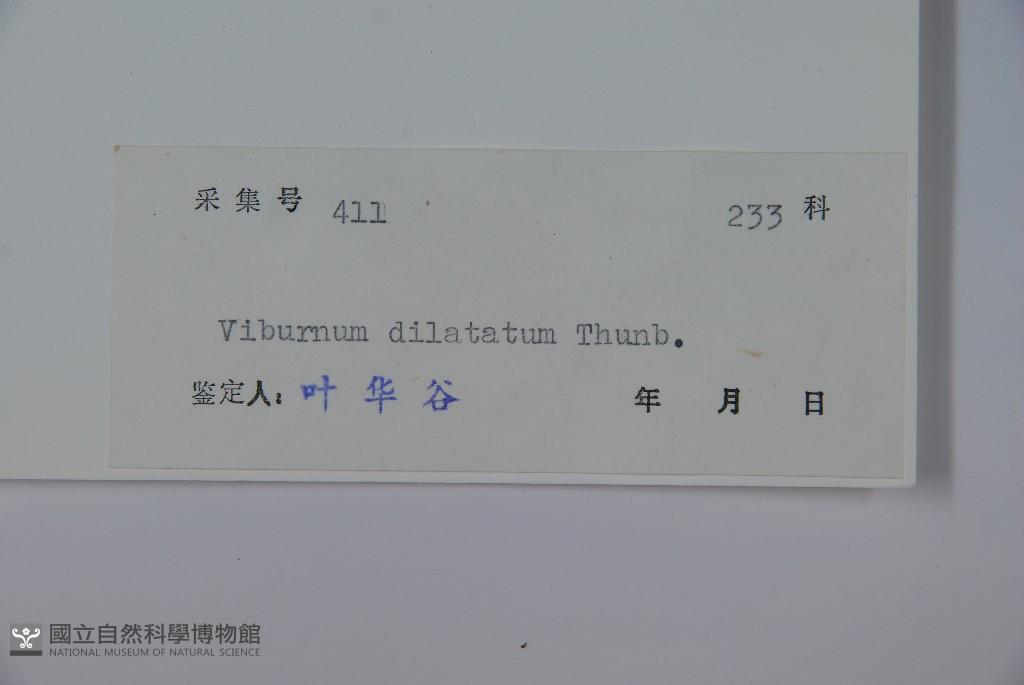 采集号 411 233 科
Viburnum dilatatum Thunb.
鉴定人: 叶华谷 年 月 日
國立自然科學博物館
NATIONAL MUSEUM OF NATURAL SCIENCE